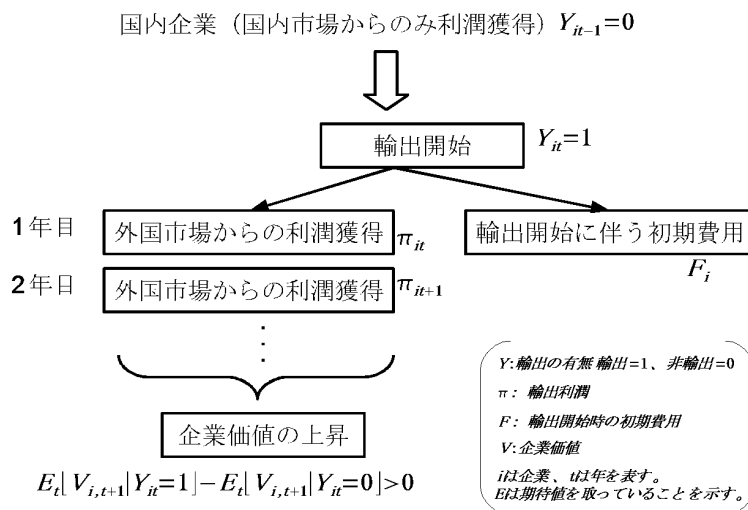 国内企業（国内市場からのみ利潤獲得）Y_{it-1}=0
輸出開始 Y_{it}=1
1年目 外国市場からの利潤獲得 π_{it} 輸出開始に伴う初期費用
F_i
2年目 外国市場からの利潤獲得 π_{it+1}
⋮
企業価値の上昇
E_t[V_{i,t+1}|Y_{it}=1]−E_t[V_{i,t+1}|Y_{it}=0]>0
Y:輸出の有無 輸出=1、非輸出=0
π：輸出利潤
F：輸出開始時の初期費用
V:企業価値
iは企業、tは年を表す。
Eは期待値を取っていることを示す。